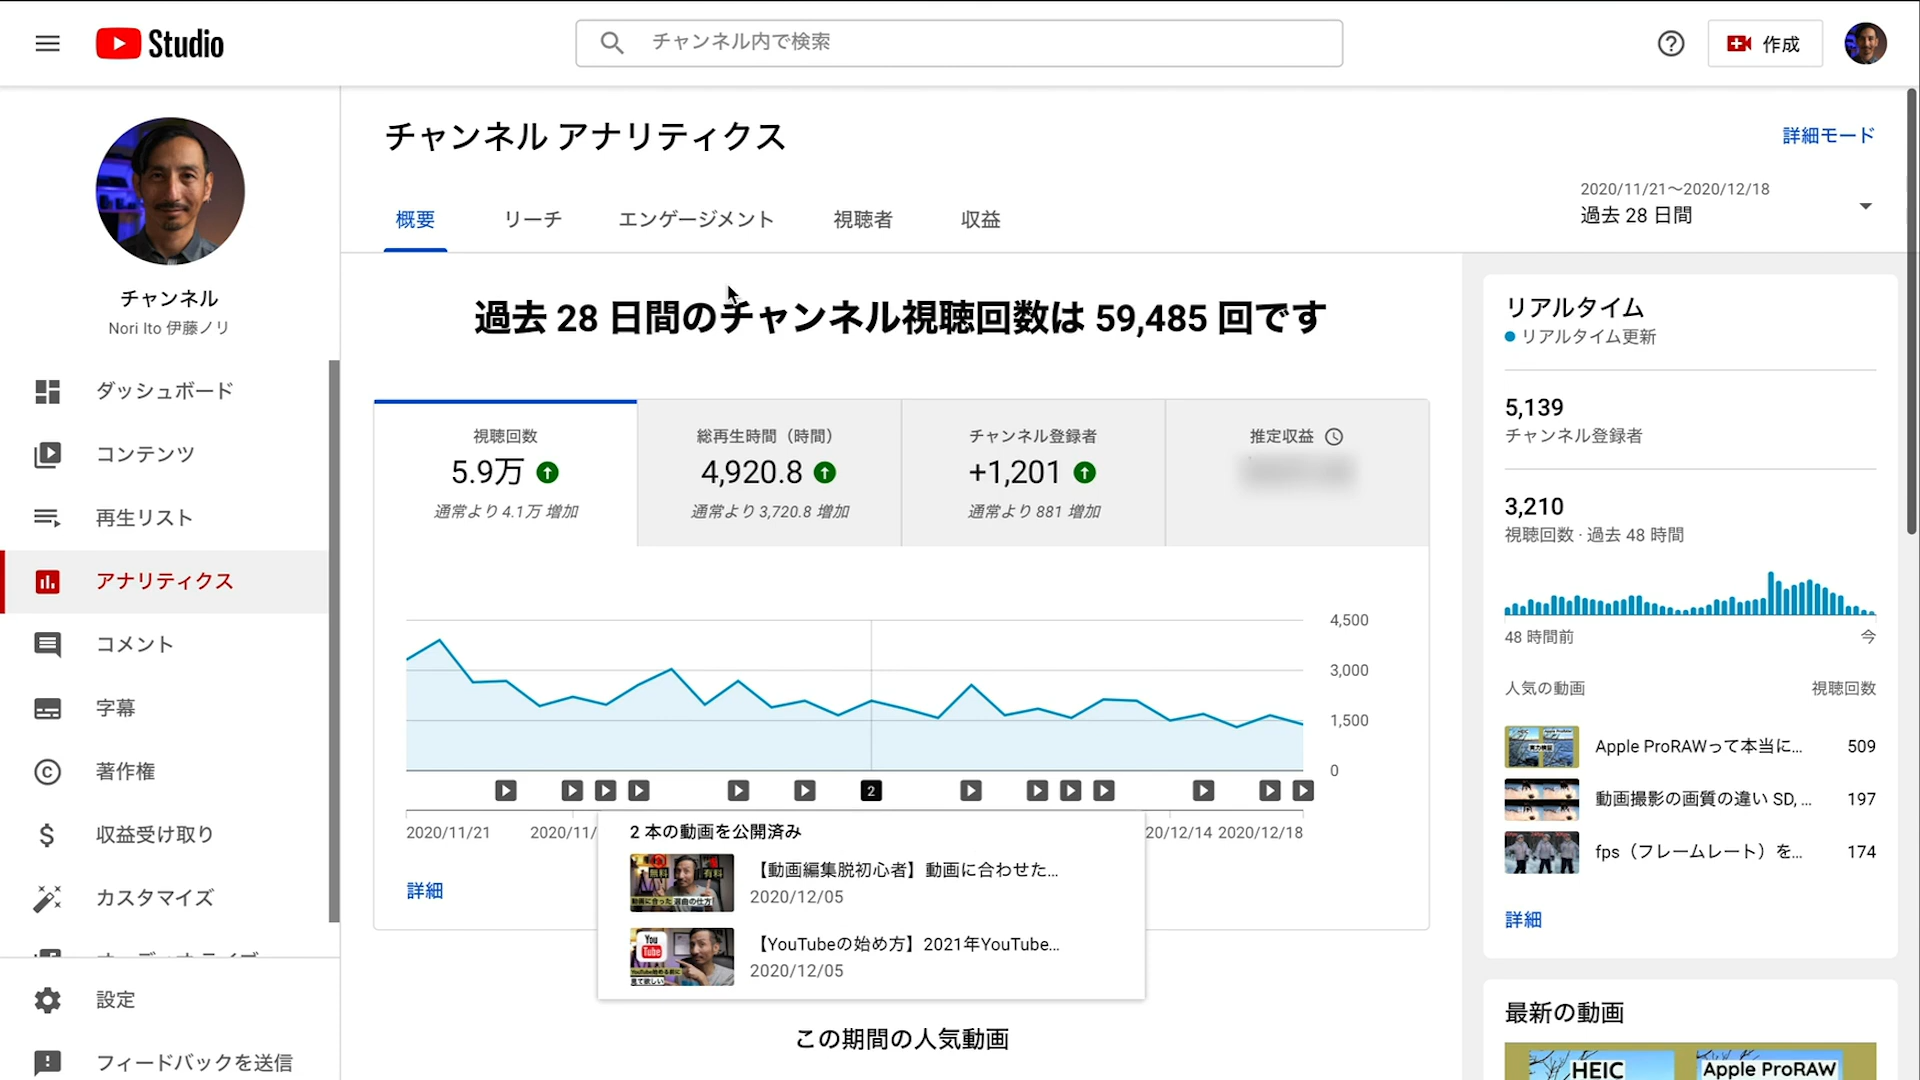 Studio
チャンネル内で検索
作成
チャンネル
Nori Ito 伊藤ノリ
ダッシュボード
コンテンツ
再生リスト
アナリティクス
コメント
字幕
著作権
収益受け取り
カスタマイズ
設定
フィードバックを送信
チャンネル アナリティクス
詳細モード
概要
リーチ
エンゲージメント
視聴者
収益
2020/11/21～2020/12/18
過去 28 日間
過去 28 日間のチャンネル視聴回数は 59,485 回です
視聴回数
5.9万
通常より 4.1万 増加
総再生時間（時間）
4,920.8
通常より 3,720.8 増加
チャンネル登録者
+1,201
通常より 881 増加
推定収益
4,500
3,000
1,500
0
2
2020/11/21
2020/11/
20/12/14
2020/12/18
2 本の動画を公開済み
【動画編集脱初心者】動画に合わせた...
2020/12/05
【YouTubeの始め方】2021年YouTube...
2020/12/05
無料
有料
動画に合った 選曲の仕方
You
Tube
詳細
この期間の人気動画
リアルタイム
リアルタイム更新
5,139
チャンネル登録者
3,210
視聴回数 · 過去 48 時間
48 時間前
今
人気の動画
視聴回数
Apple ProRAWって本当に...
509
動画撮影の画質の違い SD, ...
197
fps（フレームレート）を...
174
詳細
最新の動画
HEIC
Apple ProRAW